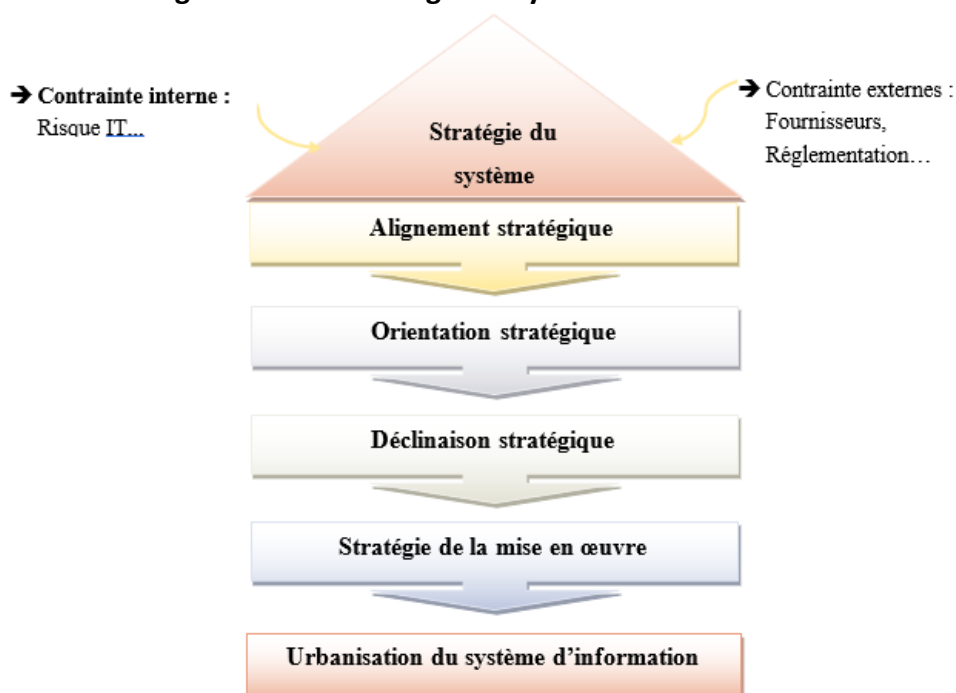 ➔ Contrainte interne :
Risque IT...
➔ Contrainte externes :
Fournisseurs,
Réglementation…
Stratégie du
système
Alignement stratégique
Orientation stratégique
Déclinaison stratégique
Stratégie de la mise en œuvre
Urbanisation du système d’information